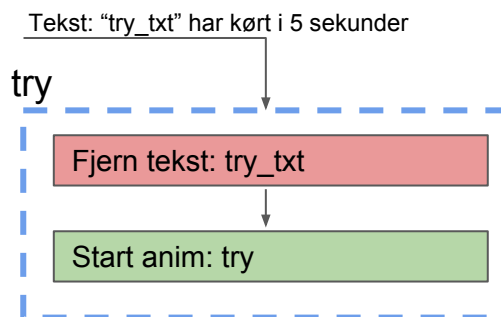 Tekst: “try_txt” har kørt i 5 sekunder
try
Fjern tekst: try_txt
Start anim: try